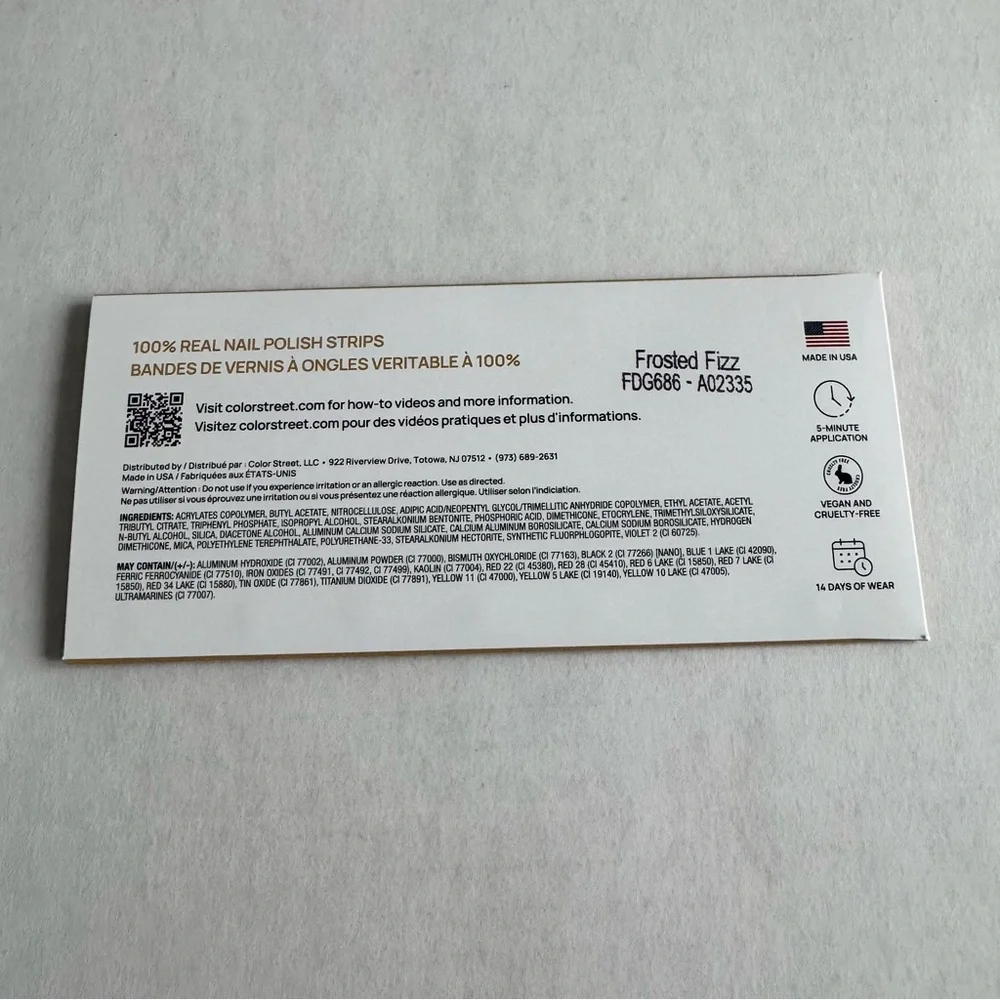 100% REAL NAIL POLISH STRIPS
BANDES DE VERNIS À ONGLES VERITABLE À 100%
Visit colorstreet.com for how-to videos and more information.
Visitez colorstreet.com pour des vidéos pratiques et plus d'informations.
Distributed by / Distribué par : Color Street, LLC • 922 Riverview Drive, Totowa, NJ 07512 • (973) 689-2631
Made in USA / Fabriquées aux ÉTATS-UNIS
Warning/Attention : Do not use if you experience irritation or an allergic reaction. Use as directed.
Ne pas utiliser si vous éprouvez une irritation ou si vous présentez une réaction allergique. Utiliser selon l'indiciation.
INGREDIENTS: ACRYLATES COPOLYMER, BUTYL ACETATE, NITROCELLULOSE, ADIPIC ACID/NEOPENTYL GLYCOL/TRIMELLITIC ANHYDRIDE COPOLYMER, ETHYL ACETATE, ACETYL
TRIBUTYL CITRATE, TRIPHENYL PHOSPHATE, ISOPROPYL ALCOHOL, STEARALKONIUM BENTONITE, PHOSPHORIC ACID, DIMETHICONE, ETOCRYLENE, TRIMETHYLSILOXYSILICATE,
N-BUTYL ALCOHOL, SILICA, DIACETONE ALCOHOL, ALUMINUM CALCIUM SODIUM SILICATE, CALCIUM ALUMINUM BOROSILICATE, CALCIUM SODIUM BOROSILICATE, HYDROGEN
DIMETHICONE, MICA, POLYETHYLENE TEREPHTHALATE, POLYURETHANE-33, STEARALKONIUM HECTORITE, SYNTHETIC FLUORPHLOGOPITE, VIOLET 2 (CI 60725).
MAY CONTAIN/(+/-): ALUMINUM HYDROXIDE (CI 77002), ALUMINUM POWDER (CI 77000), BISMUTH OXYCHLORIDE (CI 77163), BLACK 2 (CI 77266) [NANO], BLUE 1 LAKE (CI 42090),
FERRIC FERROCYANIDE (CI 77510), IRON OXIDES (CI 77491, CI 77492, CI 77499), KAOLIN (CI 77004), RED 22 (CI 45380), RED 28 (CI 45410), RED 6 LAKE (CI 15850), RED 7 LAKE (CI
15850), RED 34 LAKE (CI 15880), TIN OXIDE (CI 77861), TITANIUM DIOXIDE (CI 77891), YELLOW 11 (CI 47000), YELLOW 5 LAKE (CI 19140), YELLOW 10 LAKE (CI 47005),
ULTRAMARINES (CI 77007).
Frosted Fizz
FDG686 - A02335
MADE IN USA
5-MINUTE
APPLICATION
VEGAN AND
CRUELTY-FREE
14 DAYS OF WEAR